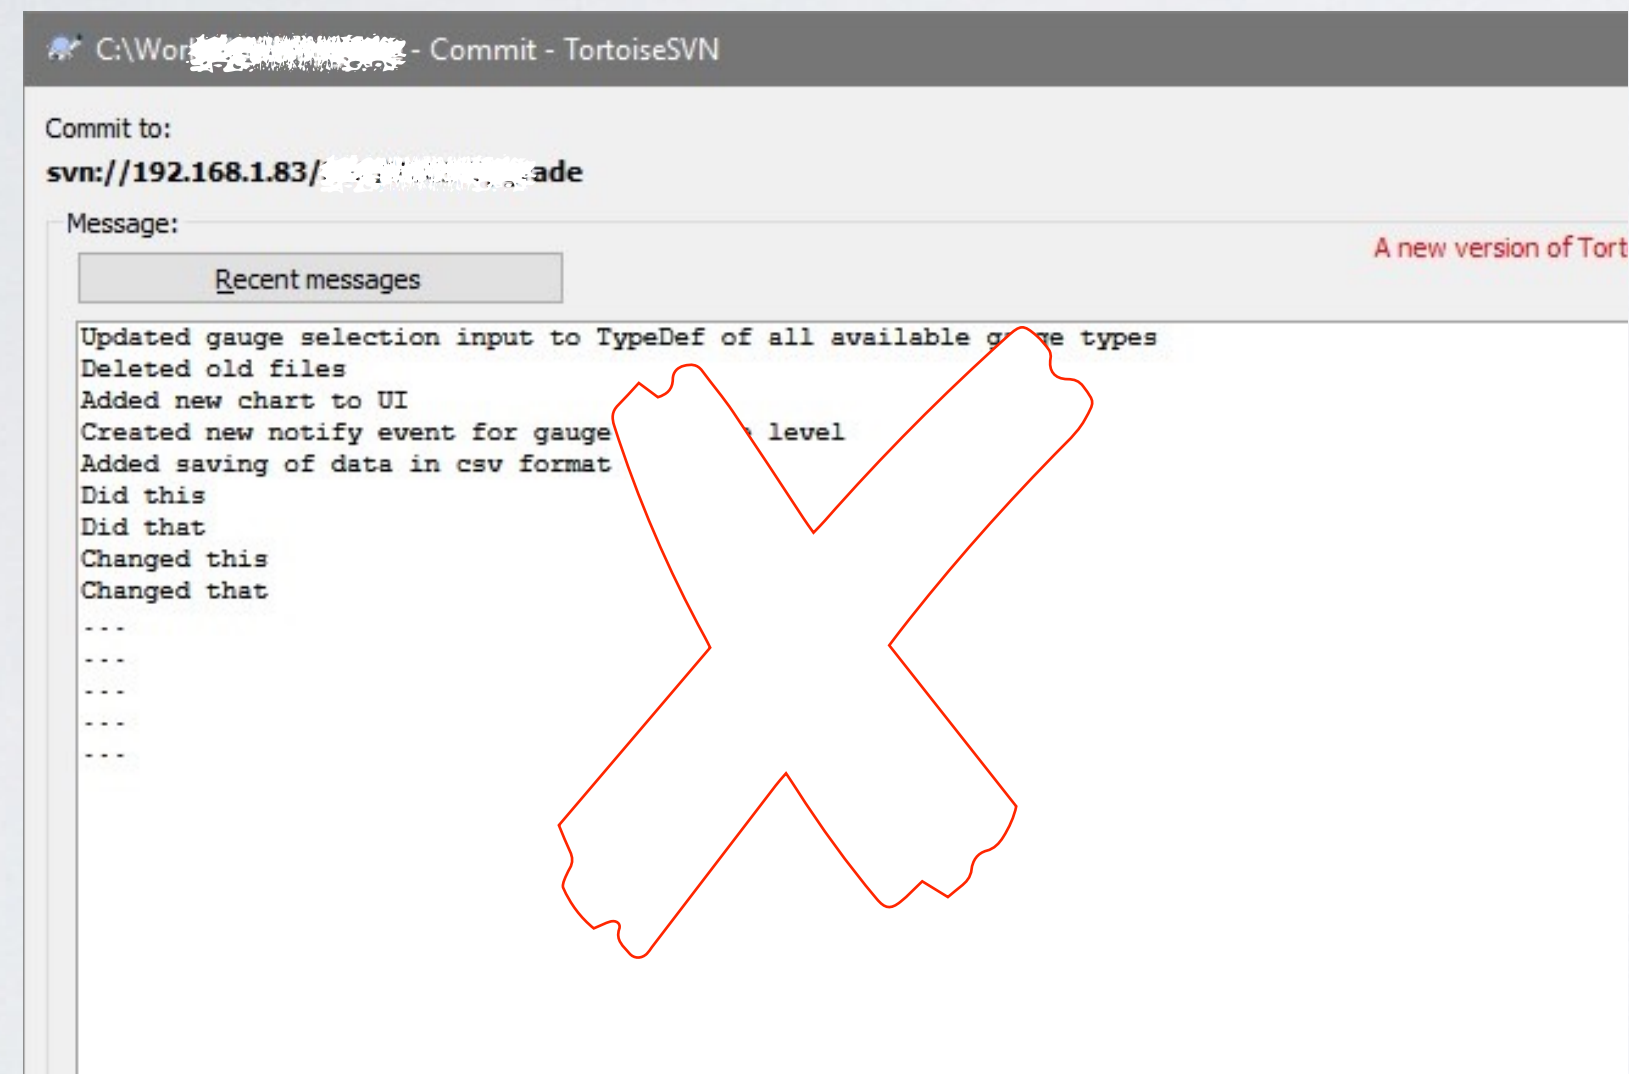 C:\Wor - Commit - TortoiseSVN
Commit to:
svn://192.168.1.83/ ade
Message:
A new version of Tort
Recent messages
Updated gauge selection input to TypeDef of all available gauge types
Deleted old files
Added new chart to UI
Created new notify event for gauge level
Added saving of data in csv format
Did this
Did that
Changed this
Changed that
---
---
---
---
---